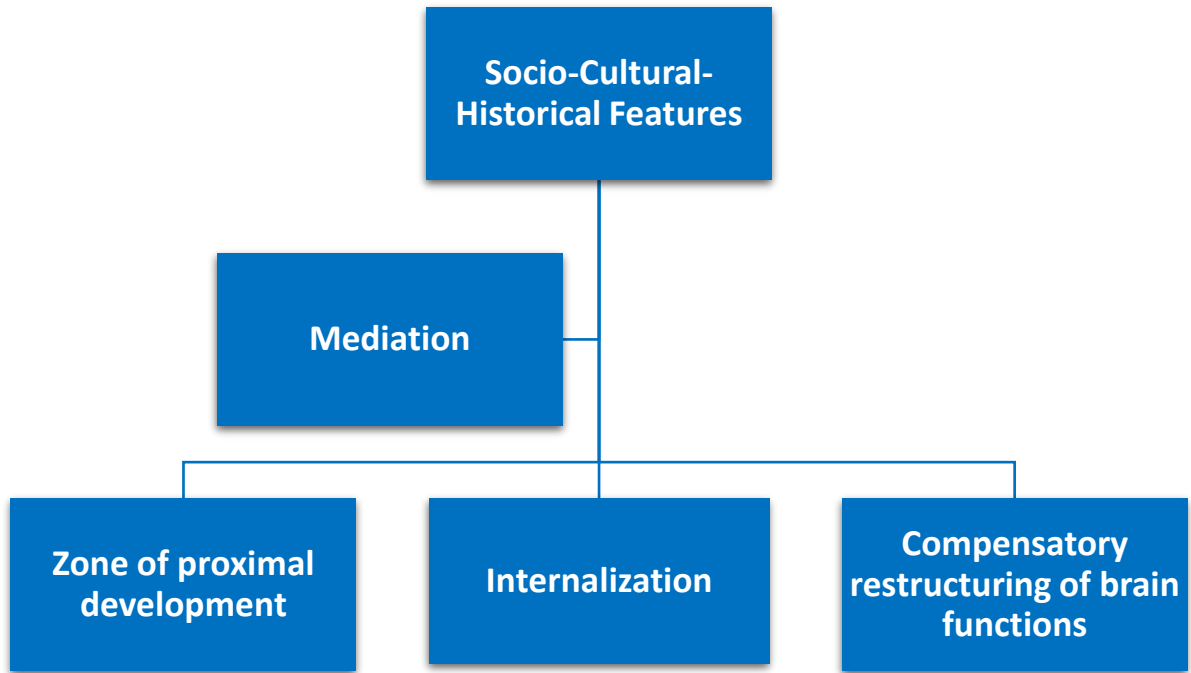 Socio-Cultural-
Historical Features
Mediation
Zone of proximal
development
Internalization
Compensatory
restructuring of brain
functions